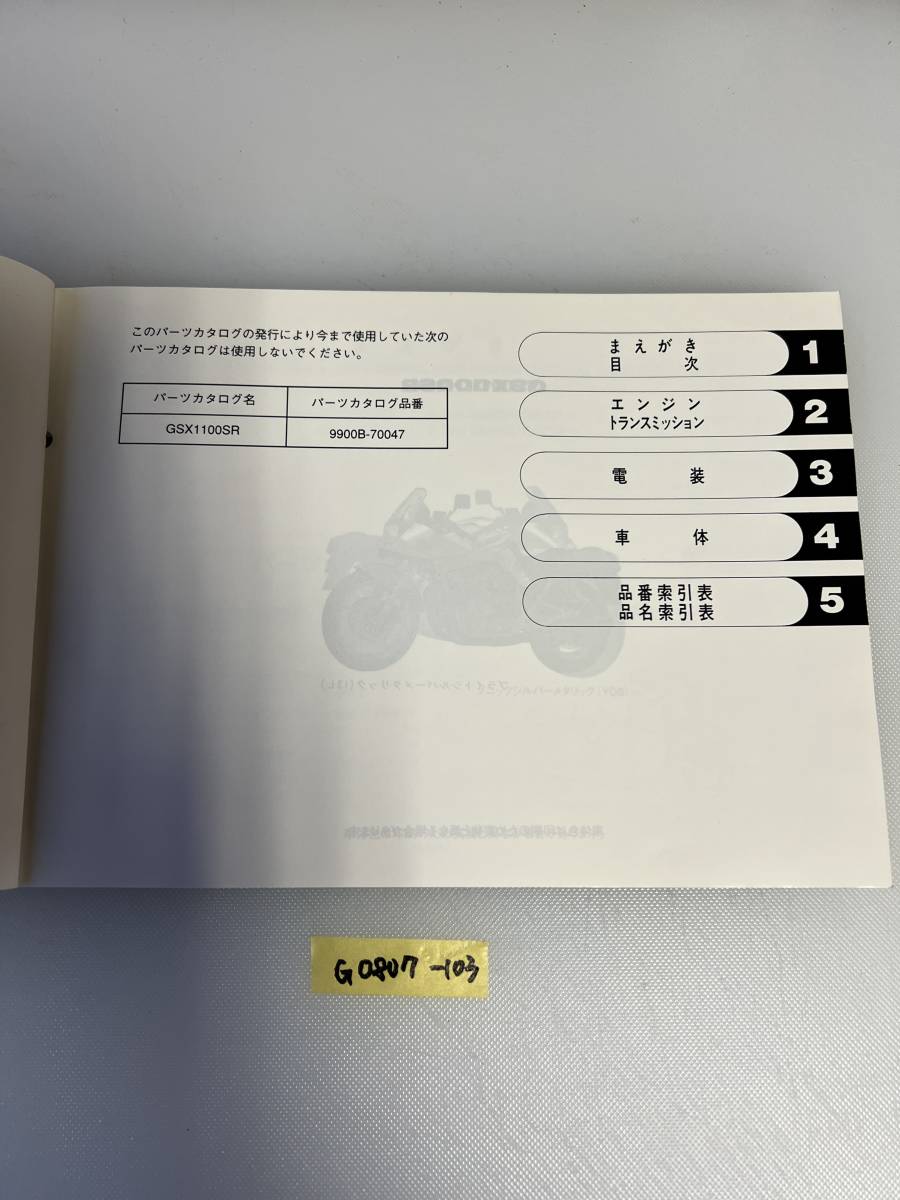 このパーツカタログの発行により今まで使用していた次の
パーツカタログは使用しないでください。
パーツカタログ名 パーツカタログ品番
GSX1100SR 9900B-70047
まえがき 1
目次
エンジン 2
トランスミッション
電装 3
車体 4
品番索引表 5
品名索引表
G0807-103